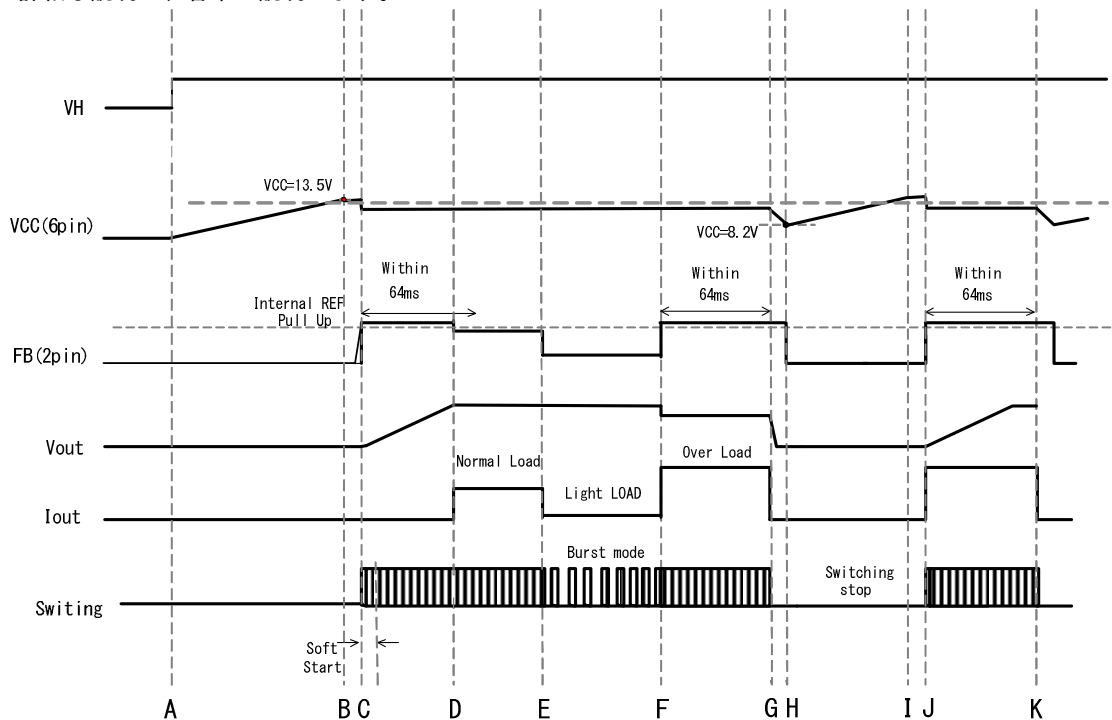 VH
VCC=13.5V
VCC(6pin)
VCC=8.2V
Within
64ms
Within
64ms
Within
64ms
Internal REF
Pull Up
FB(2pin)
Vout
Normal Load
Over Load
Light LOAD
Iout
Burst mode
Switching
stop
Switing
Soft
Start
A B C D E F G H I J K